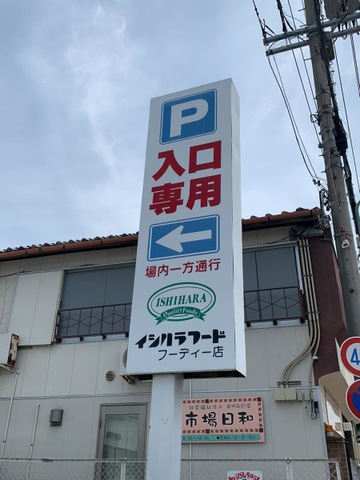 P
入口
専用
場内一方通行
ISHIHARA
Quality Foods
イシハラフード
フーディー店
市場日和
4